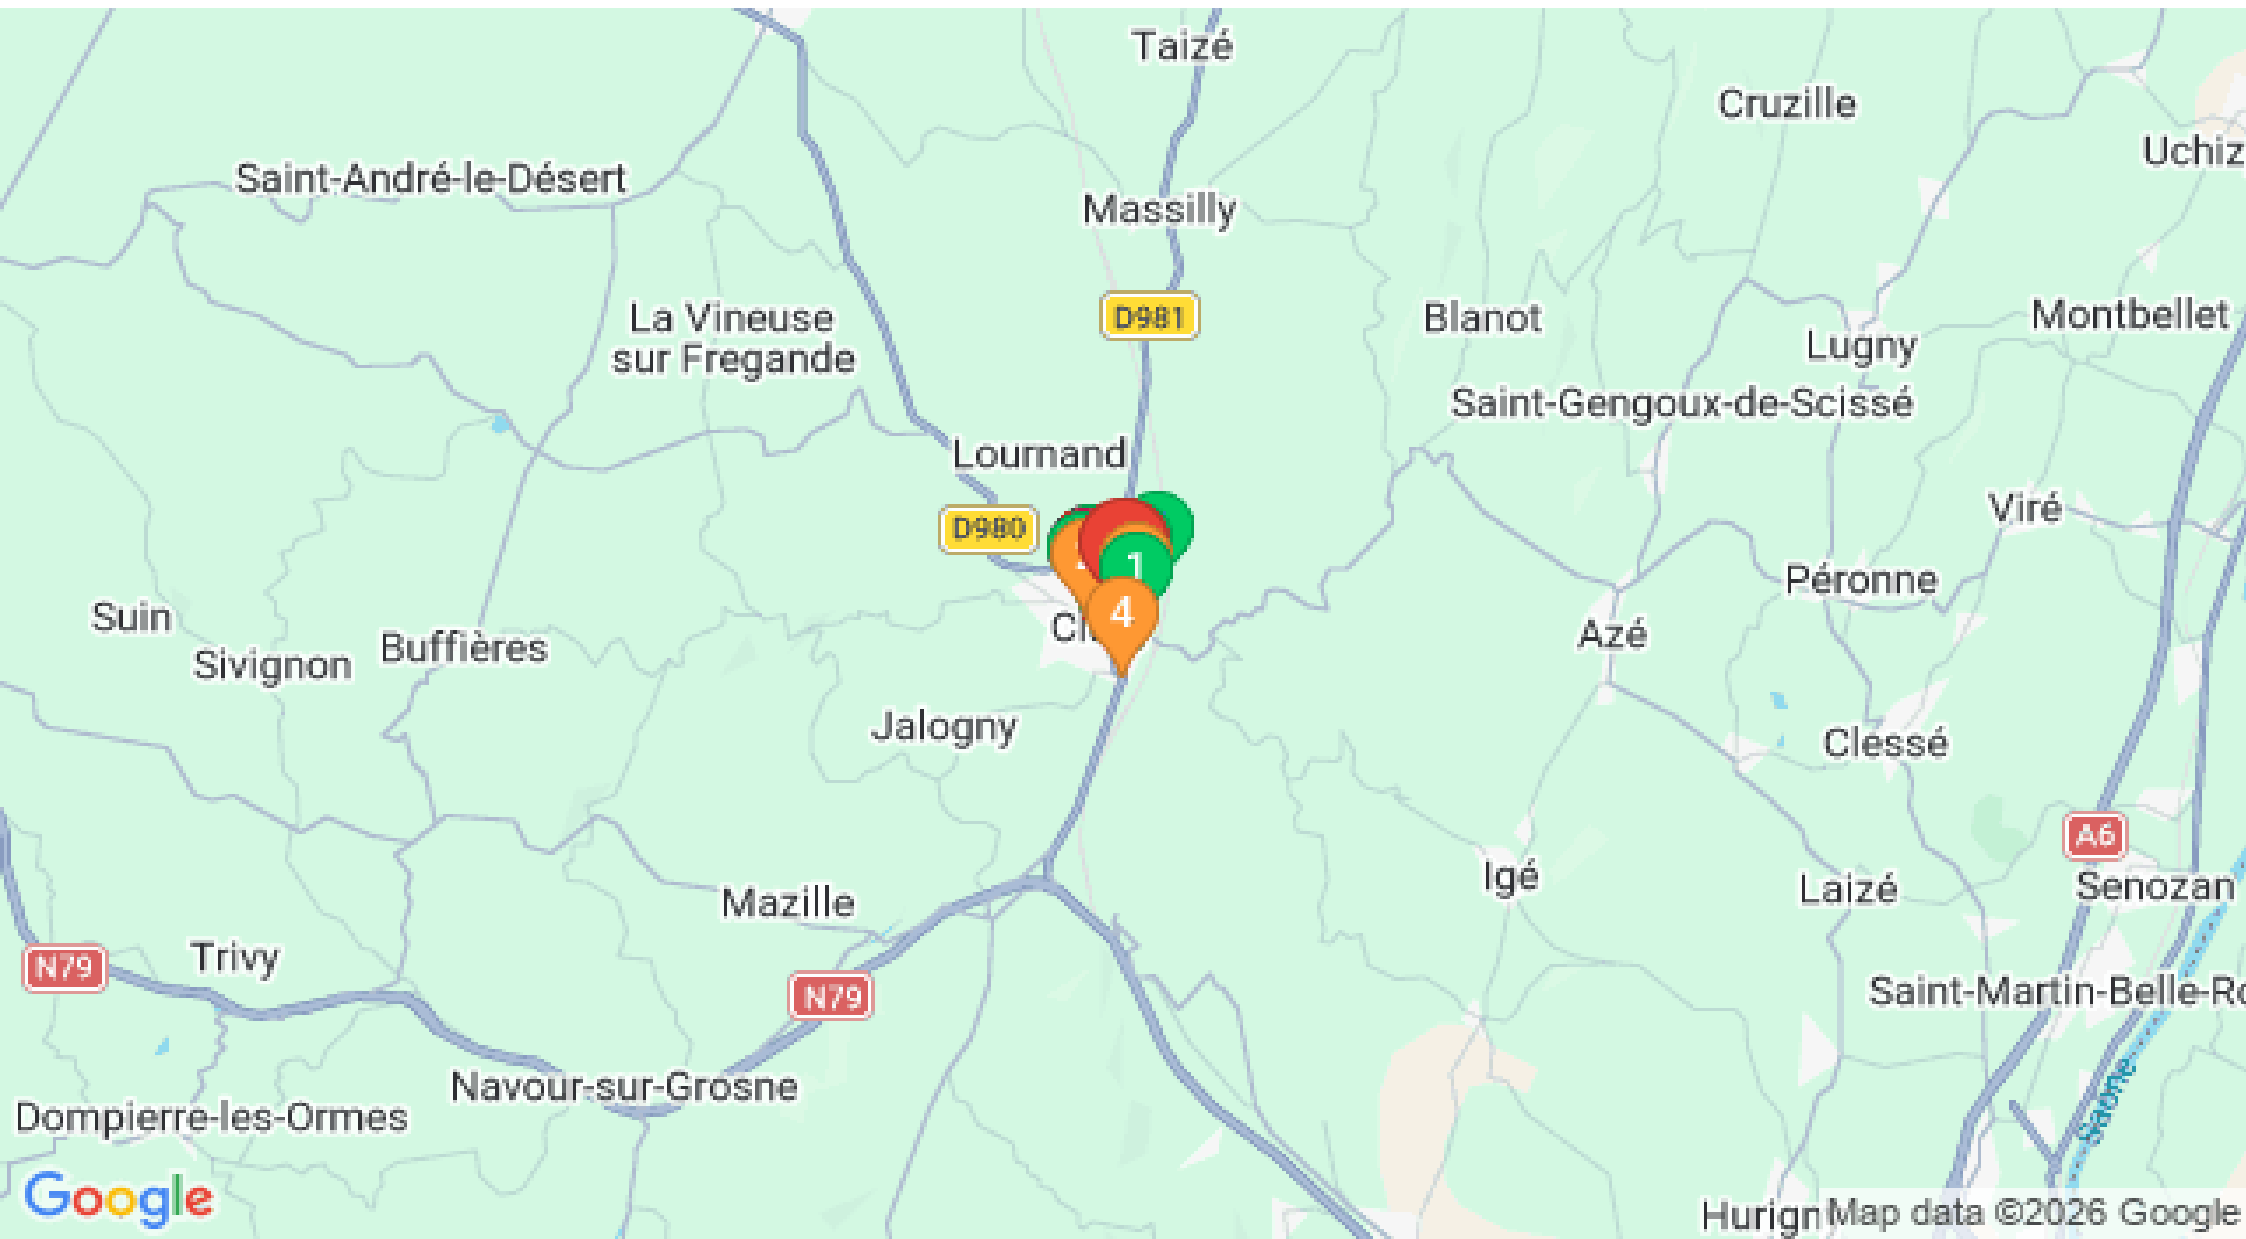 Taizé
Cruzille
Uchiz
Saint-André-le-Désert
Massilly
D981
La Vineuse
sur Fregande
Blanot
Montbellet
Lugny
Saint-Gengoux-de-Scissé
Lournand
D980
Viré
1
Péronne
4
Suin
Cl
Azé
Buffières
Sivignon
Jalogny
Clessé
A6
Igé
Laizé
Senozan
Mazille
Trivy
N79
N79
Saint-Martin-Belle-Ro
Navour-sur-Grosne
Dompierre-les-Ormes
Saône
Google
Hurign
Map data ©2026 Google